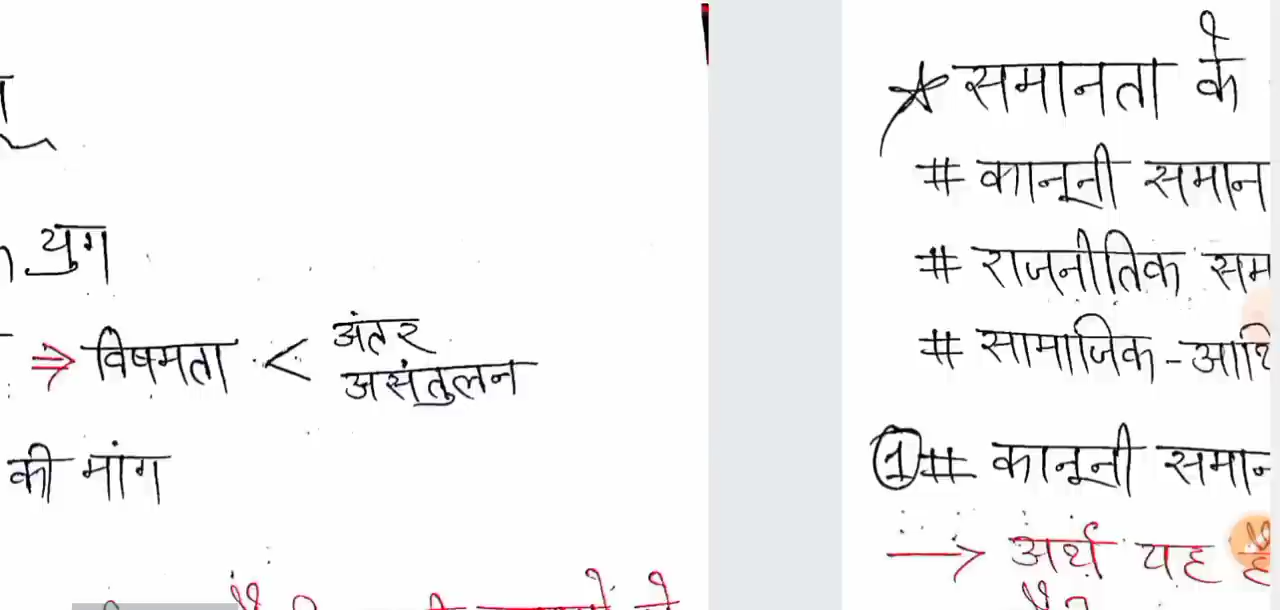 युग
⇒ विषमता < अंतर
असंतुलन
की मांग
★ समानता के
# कानूनी समान
# राजनीतिक सम
# सामाजिक-आर्थि
① # कानूनी समान
→ अर्थ यह है